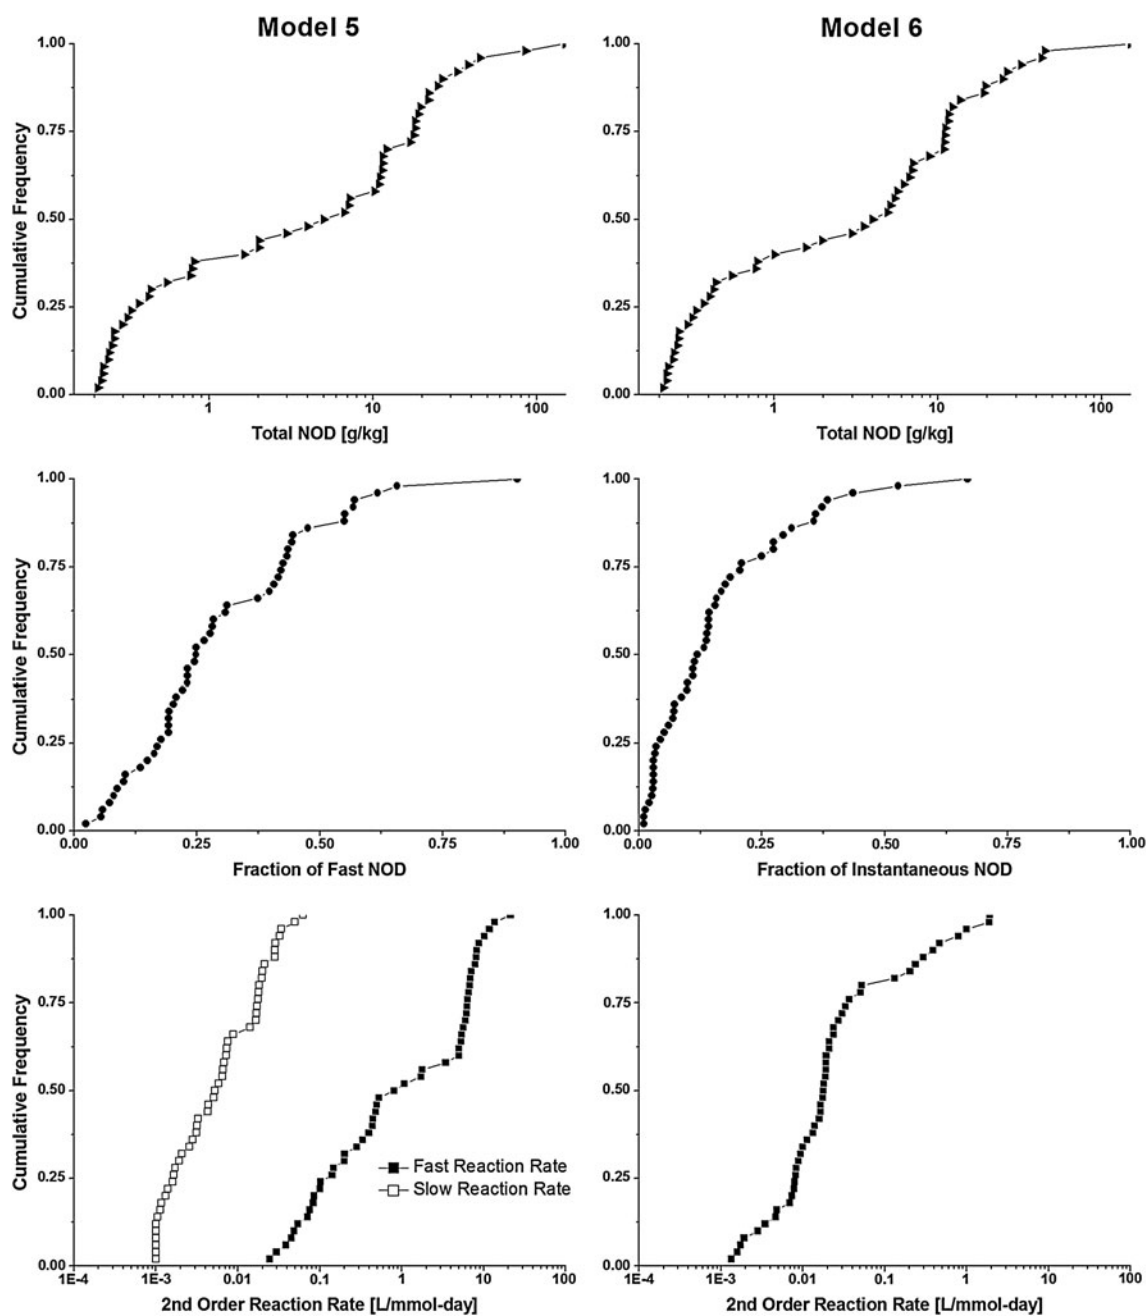 Model 5
Model 6
Cumulative Frequency
1.00
0.75
0.50
0.25
0.00
1
10
100
Total NOD [g/kg]
Cumulative Frequency
1.00
0.75
0.50
0.25
0.00
1
10
100
Total NOD [g/kg]
Cumulative Frequency
1.00
0.75
0.50
0.25
0.00
0.00
0.25
0.50
0.75
1.00
Fraction of Fast NOD
Cumulative Frequency
1.00
0.75
0.50
0.25
0.00
0.00
0.25
0.50
0.75
1.00
Fraction of Instantaneous NOD
Cumulative Frequency
1.00
0.75
0.50
0.25
0.00
Fast Reaction Rate
Slow Reaction Rate
1E-4
1E-3
0.01
0.1
1
10
100
2nd Order Reaction Rate [L/mmol-day]
Cumulative Frequency
1.00
0.75
0.50
0.25
0.00
1E-4
1E-3
0.01
0.1
1
10
100
2nd Order Reaction Rate [L/mmol-day]